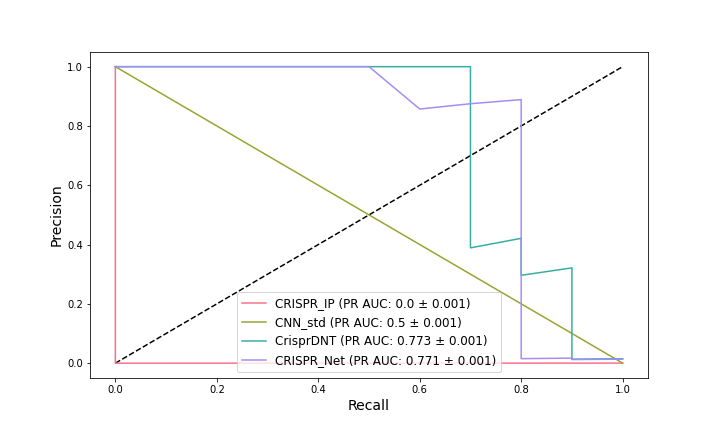 1.0
0.8
0.6
0.4
0.2
0.0
Precision
CRISPR_IP (PR AUC: 0.0 ± 0.001)
CNN_std (PR AUC: 0.5 ± 0.001)
CrisprDNT (PR AUC: 0.773 ± 0.001)
CRISPR_Net (PR AUC: 0.771 ± 0.001)
0.0 0.2 0.4 0.6 0.8 1.0
Recall